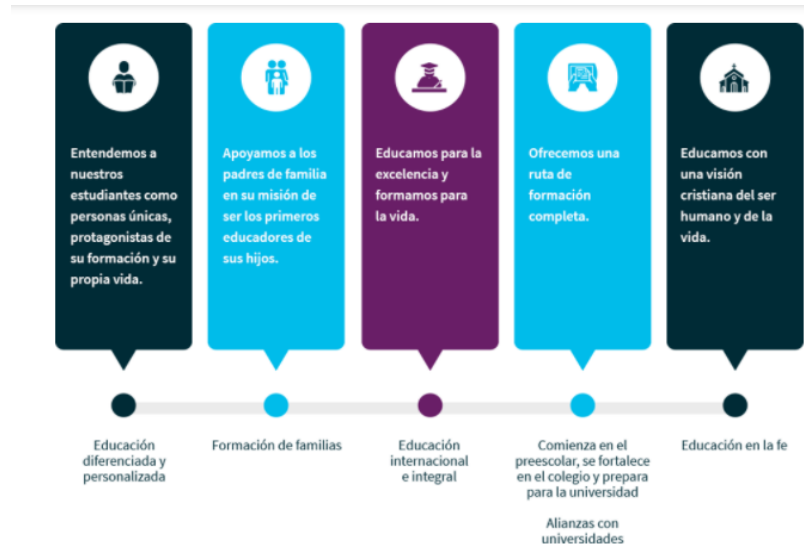 Entendemos a
nuestros
estudiantes como
personas únicas,
protagonistas de
su formación y su
propia vida.
Apoyamos a los
padres de familia
en su misión de
ser los primeros
educadores de
sus hijos.
Educamos para la
excelencia y
formamos para
la vida.
Ofrecemos una
ruta de
formación
completa.
Educamos con
una visión
cristiana del ser
humano y de la
vida.
Educación
diferenciada y
personalizada
Formación de familias
Educación
internacional
e integral
Comienza en el
preescolar, se fortalece
en el colegio y prepara
para la universidad
Alianzas con
universidades
Educación en la fe